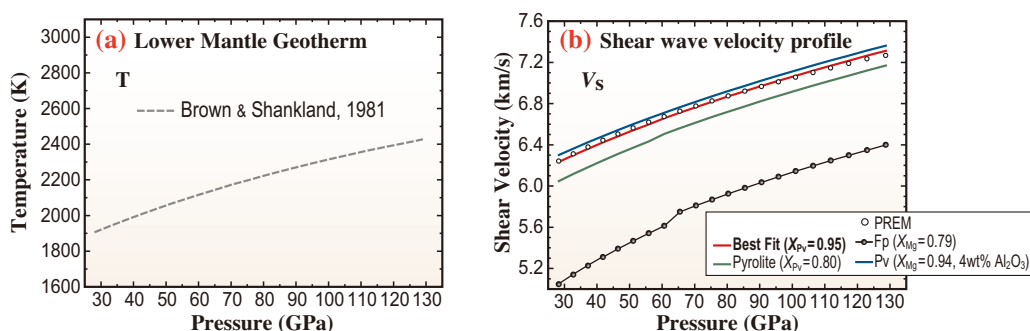 (a) Lower Mantle Geotherm
T
Brown & Shankland, 1981
Temperature (K)
3000
2800
2600
2400
2200
2000
1800
1600
30 40 50 60 70 80 90 100 110 120 130
Pressure (GPa)
(b) Shear wave velocity profile
Vs
Shear Velocity (km/s)
7.6
7.2
6.8
6.4
6.0
5.6
5.2
30 40 50 60 70 80 90 100 110 120 130
Pressure (GPa)
PREM
Best Fit (XPv=0.95)
Fp (XMg=0.79)
Pyrolite (XPv=0.80)
Pv (XMg=0.94, 4wt% Al2O3)